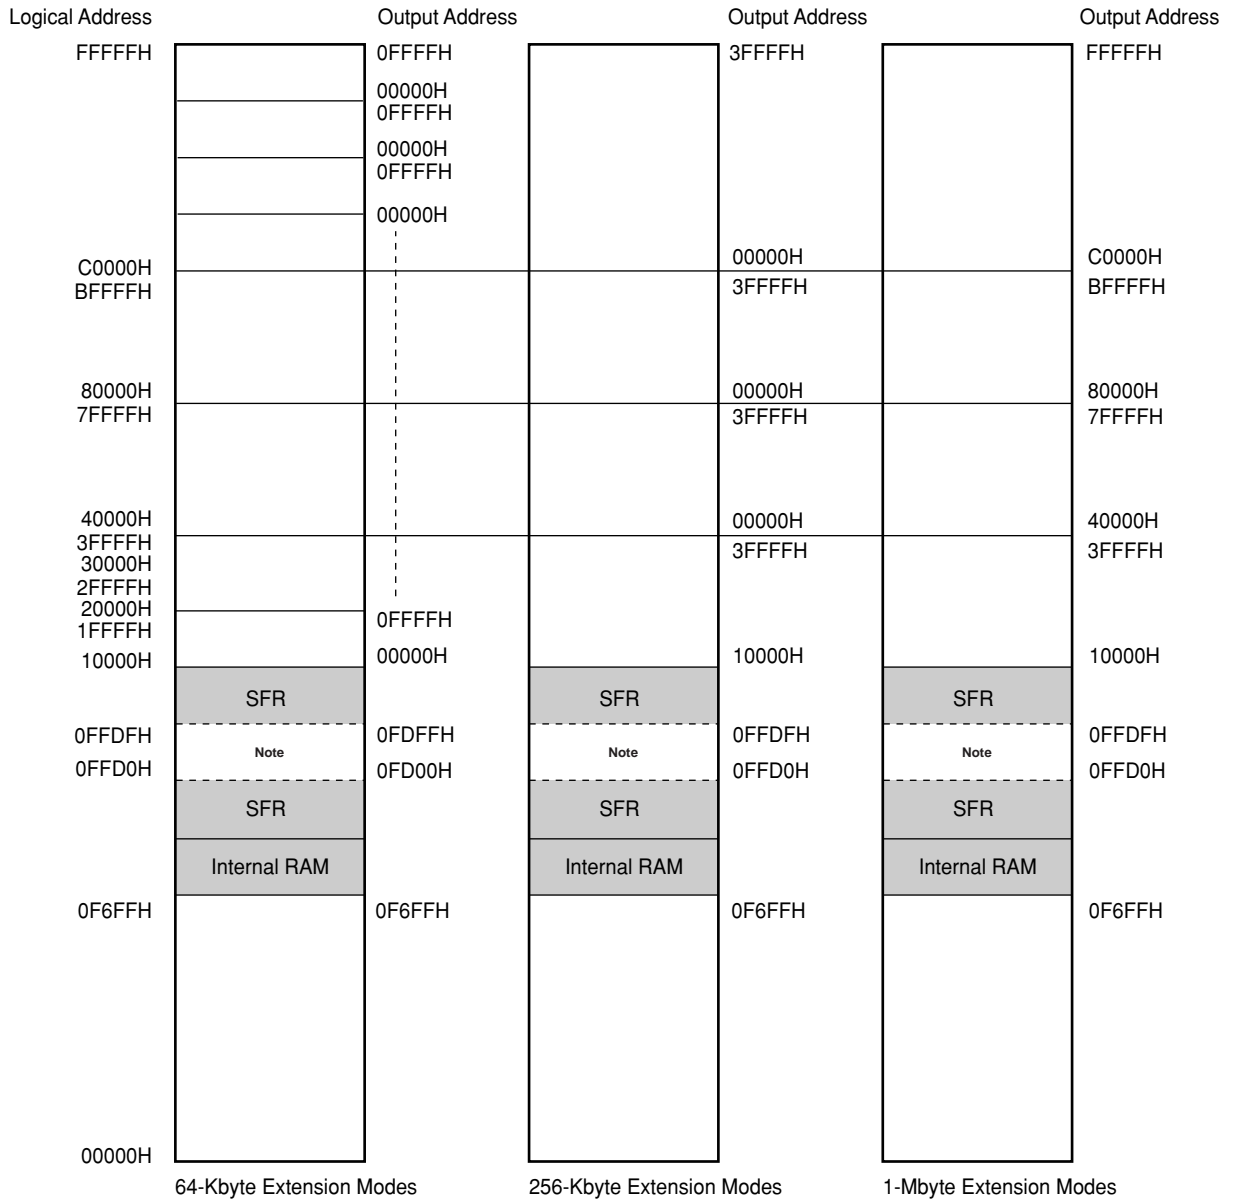 Logical Address Output Address Output Address Output Address
FFFFFH 0FFFFH 3FFFFH FFFFFH
00000H
0FFFFH
00000H
0FFFFH
00000H
00000H C0000H
C0000H
BFFFFH 3FFFFH BFFFFH
80000H 00000H 80000H
7FFFFH 3FFFFH 7FFFFH
40000H 00000H 40000H
3FFFFH 3FFFFH 3FFFFH
30000H
2FFFFH
20000H
0FFFFH
1FFFFH
10000H 00000H 10000H 10000H
SFR SFR SFR
0FFDFH 0FDFFH 0FFDFH 0FFDFH
Note Note Note
0FFD0H 0FD00H 0FFD0H 0FFD0H
SFR SFR SFR
Internal RAM Internal RAM Internal RAM
0F6FFH 0F6FFH 0F6FFH 0F6FFH
00000H
64-Kbyte Extension Modes 256-Kbyte Extension Modes 1-Mbyte Extension Modes